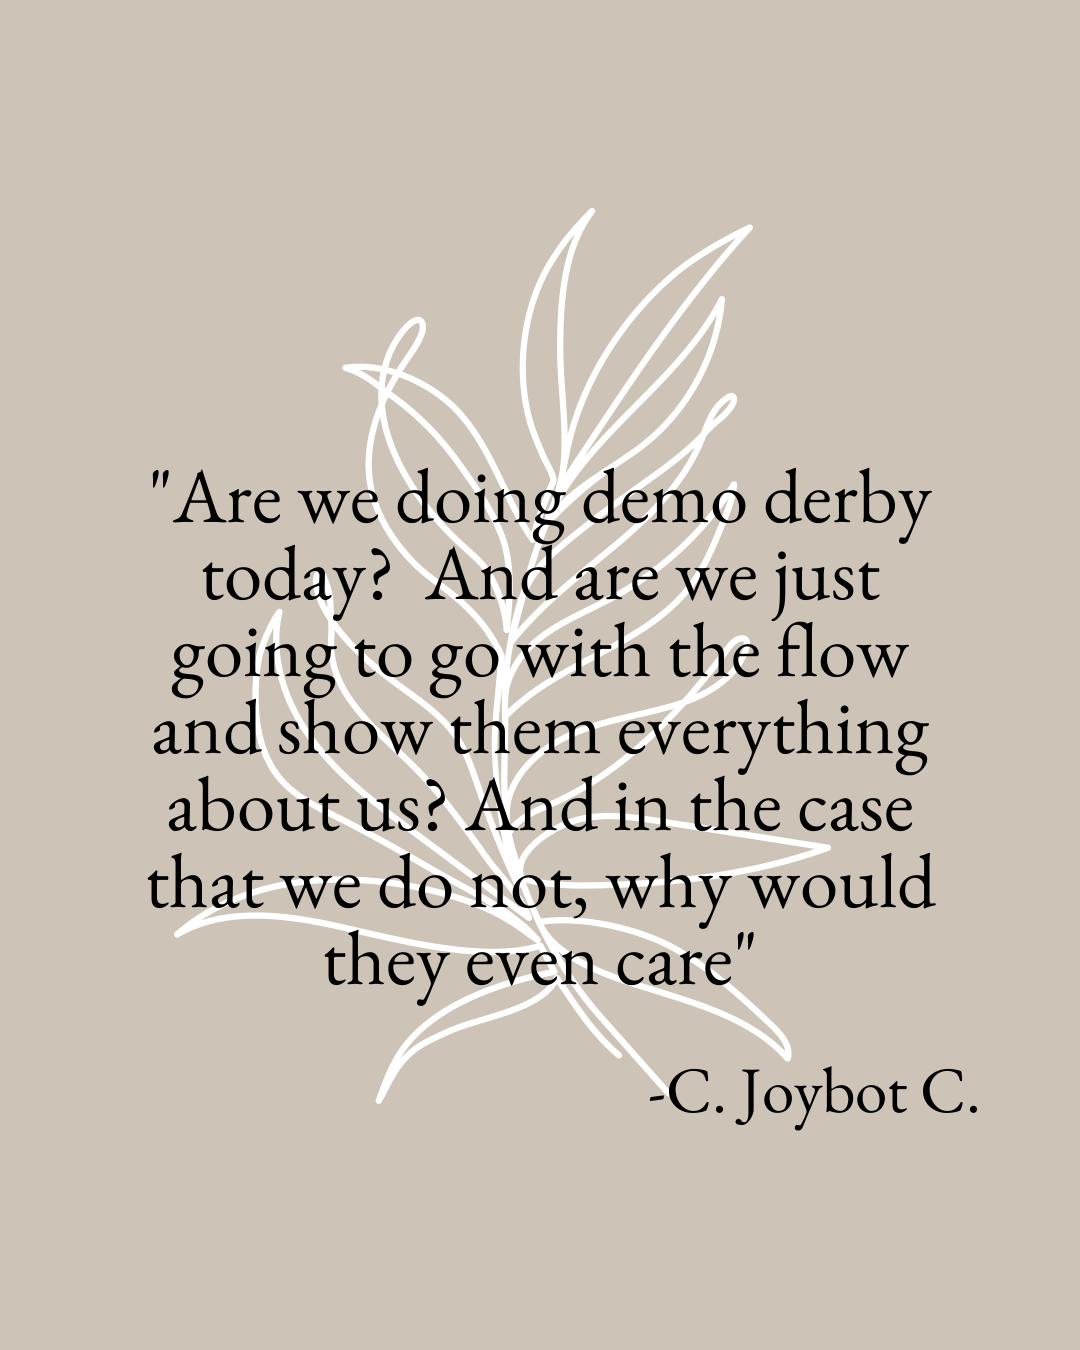 "Are we doing demo derby
today?  And are we just
going to go with the flow
and show them everything
about us? And in the case
that we do not, why would
they even care"
-C. Joybot C.